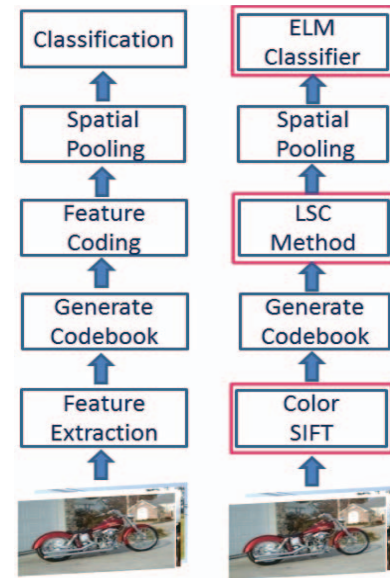 Classification
Spatial
Pooling
Feature
Coding
Generate
Codebook
Feature
Extraction
ELM
Classifier
Spatial
Pooling
LSC
Method
Generate
Codebook
Color
SIFT